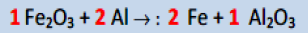 1 Fe₂O₃ + 2 Al → : 2 Fe + 1 Al₂O₃